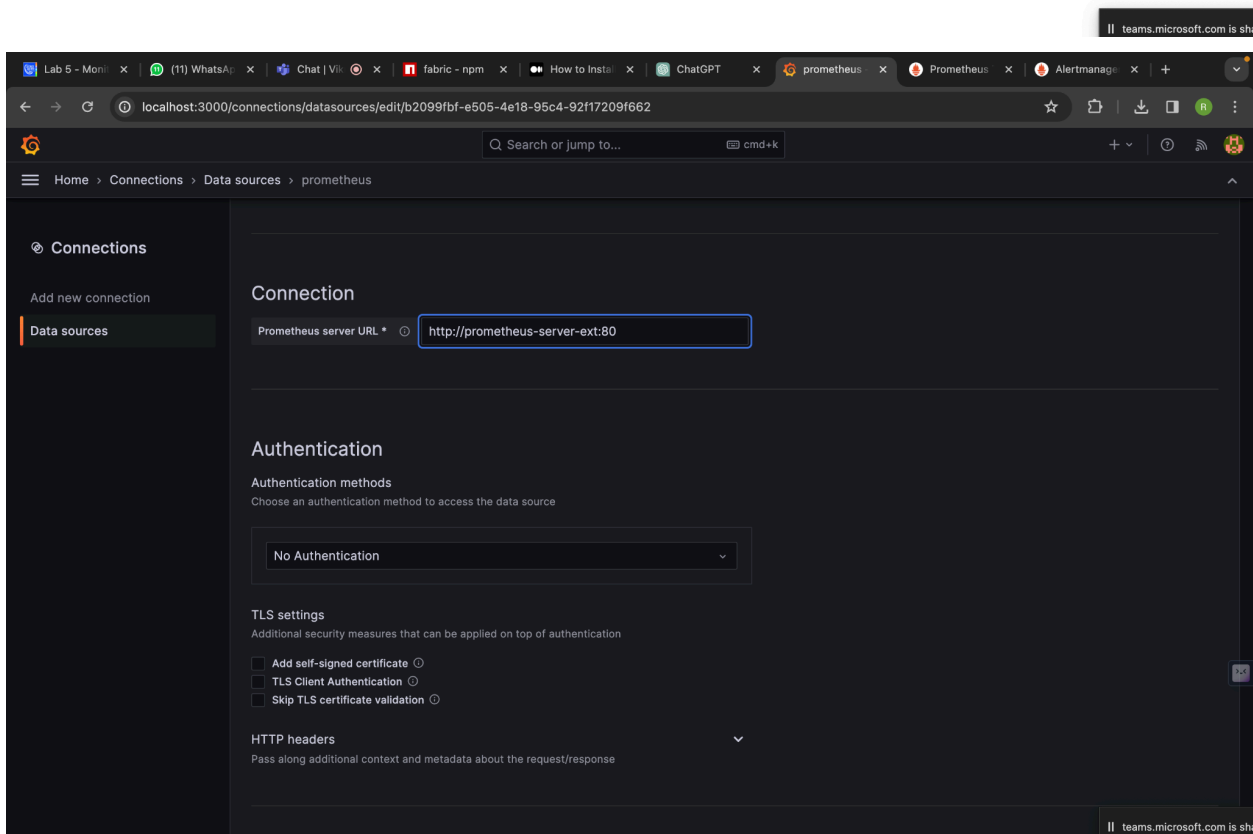 teams.microsoft.com is sha
Lab 5 - Monit (11) WhatsAp Chat | Vik fabric - npm How to Instal ChatGPT prometheus Prometheus Alertmanage
localhost:3000/connections/datasources/edit/b2099fbf-e505-4e18-95c4-92f17209f662 R
Search or jump to... cmd+k
Home › Connections › Data sources › prometheus
Connections
Add new connection
Data sources
Connection
Prometheus server URL * http://prometheus-server-ext:80
Authentication
Authentication methods
Choose an authentication method to access the data source
No Authentication
TLS settings
Additional security measures that can be applied on top of authentication
Add self-signed certificate
TLS Client Authentication
Skip TLS certificate validation
HTTP headers
Pass along additional context and metadata about the request/response
teams.microsoft.com is sha